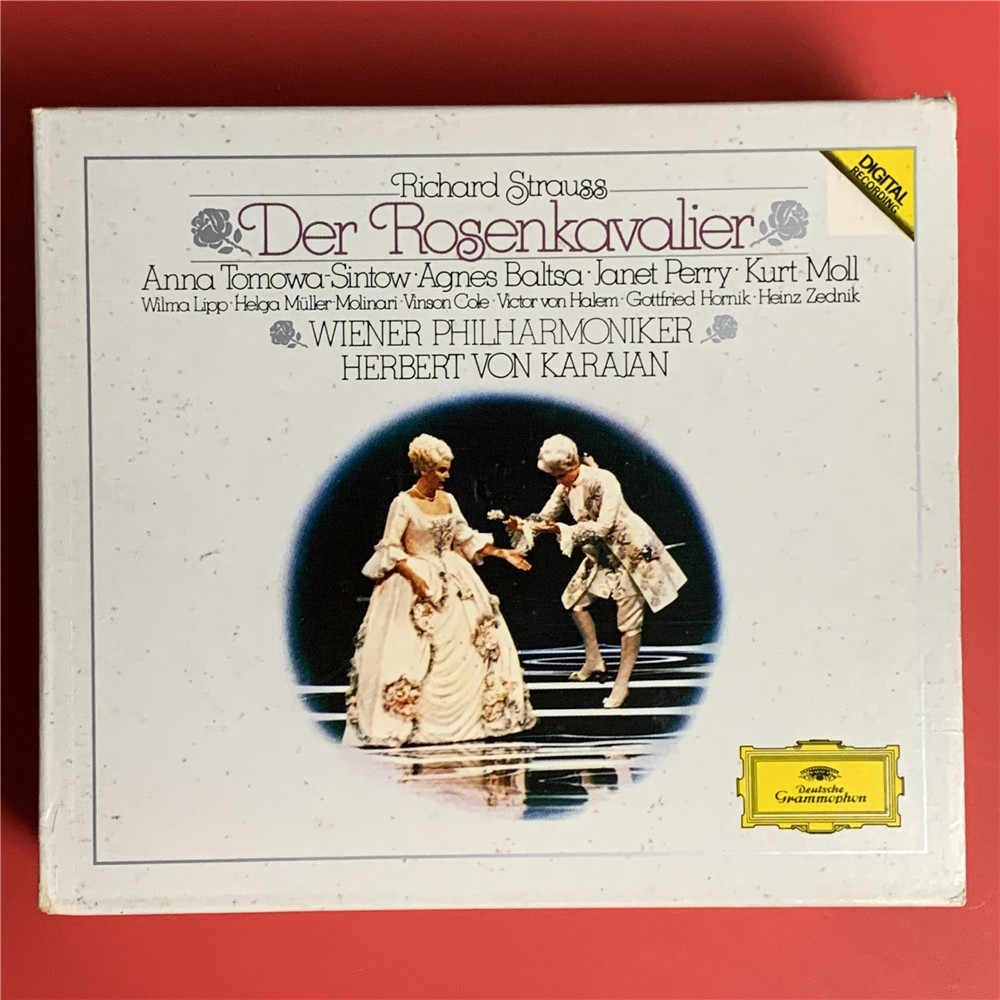 DIGITAL
RECORDING
Richard Strauss
Der Rosenkavalier
Anna Tomowa-Sintow · Agnes Baltsa · Janet Perry · Kurt Moll
Wilma Lipp · Helga Müller-Molinari · Vinson Cole · Victor von Halem · Gottfried Hornik · Heinz Zednik
WIENER PHILHARMONIKER
HERBERT VON KARAJAN
Deutsche
Grammophon